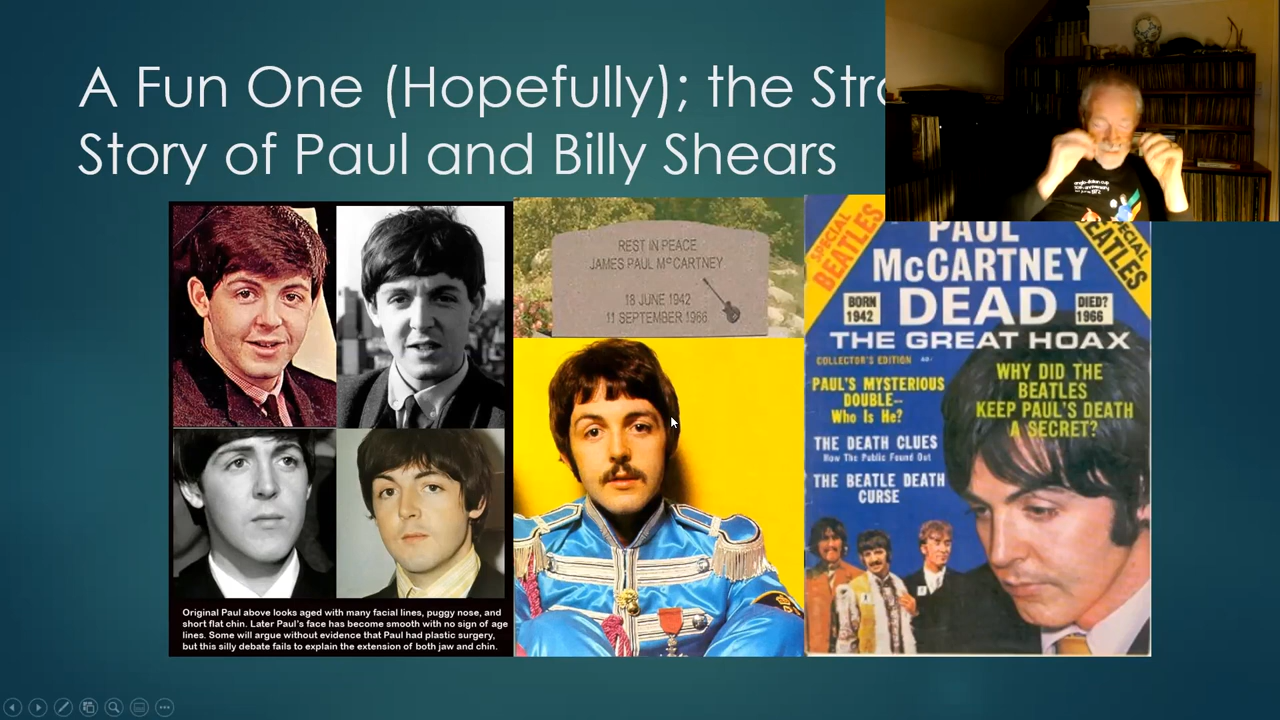 A Fun One (Hopefully); the Str
Story of Paul and Billy Shears
REST IN PEACE
JAMES PAUL McCARTNEY
18 JUNE 1942
11 SEPTEMBER 1966
SPECIAL
BEATLES
PAUL
McCARTNEY
DEAD
BORN
1942
DIED?
1966
THE GREAT HOAX
COLLECTOR'S EDITION
PAUL'S MYSTERIOUS
DOUBLE--
Who Is He?
THE DEATH CLUES
How The Public Found Out
THE BEATLE DEATH
CURSE
WHY DID THE
BEATLES
KEEP PAUL'S DEATH
A SECRET?
ECIAL
EATLES
Original Paul above looks aged with many facial lines, puggy nose, and
short flat chin. Later Paul's face has become smooth with no sign of age
lines. Some will argue without evidence that Paul had plastic surgery,
but this silly debate fails to explain the extension of both jaw and chin.